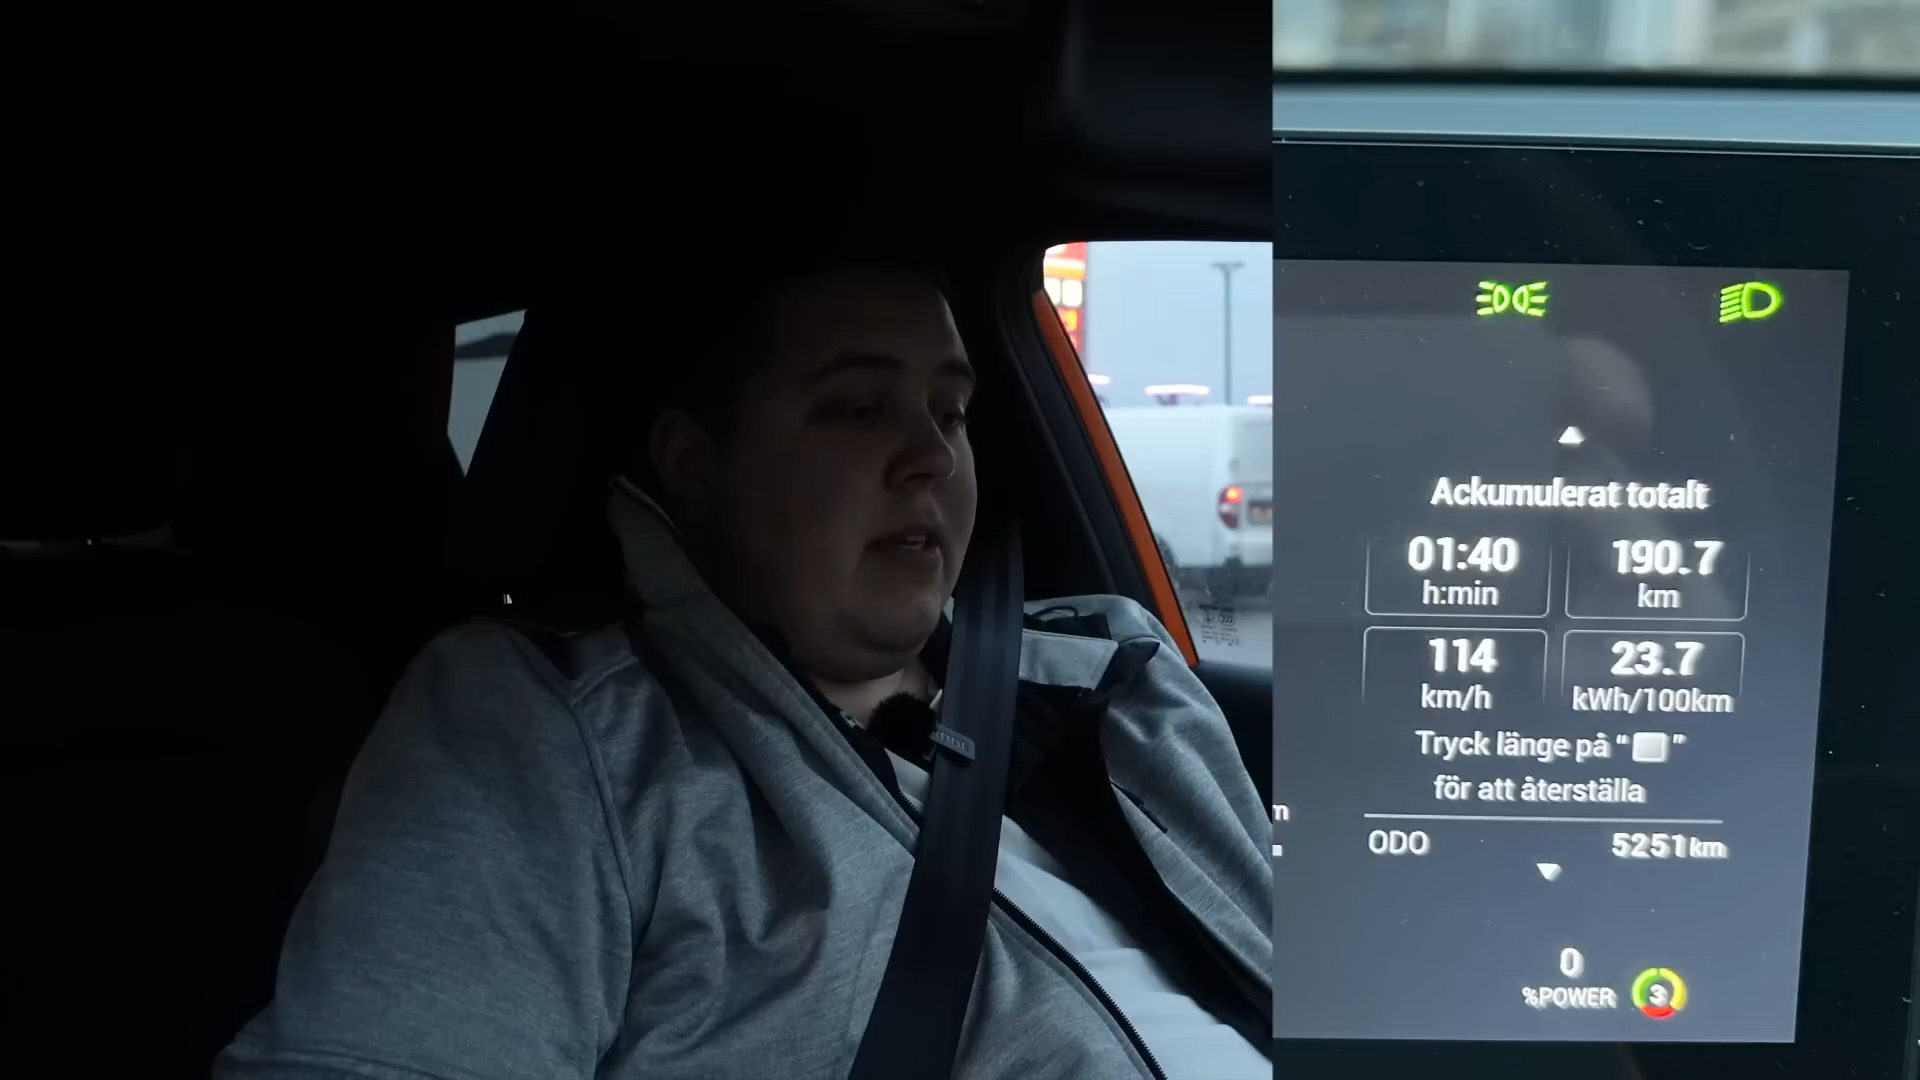 Ackumulerat totalt
01:40
h:min
190.7
km
114
km/h
23.7
kWh/100km
Tryck länge på “ ”
för att återställa
ODO
5251km
0
%POWER
3
RODE